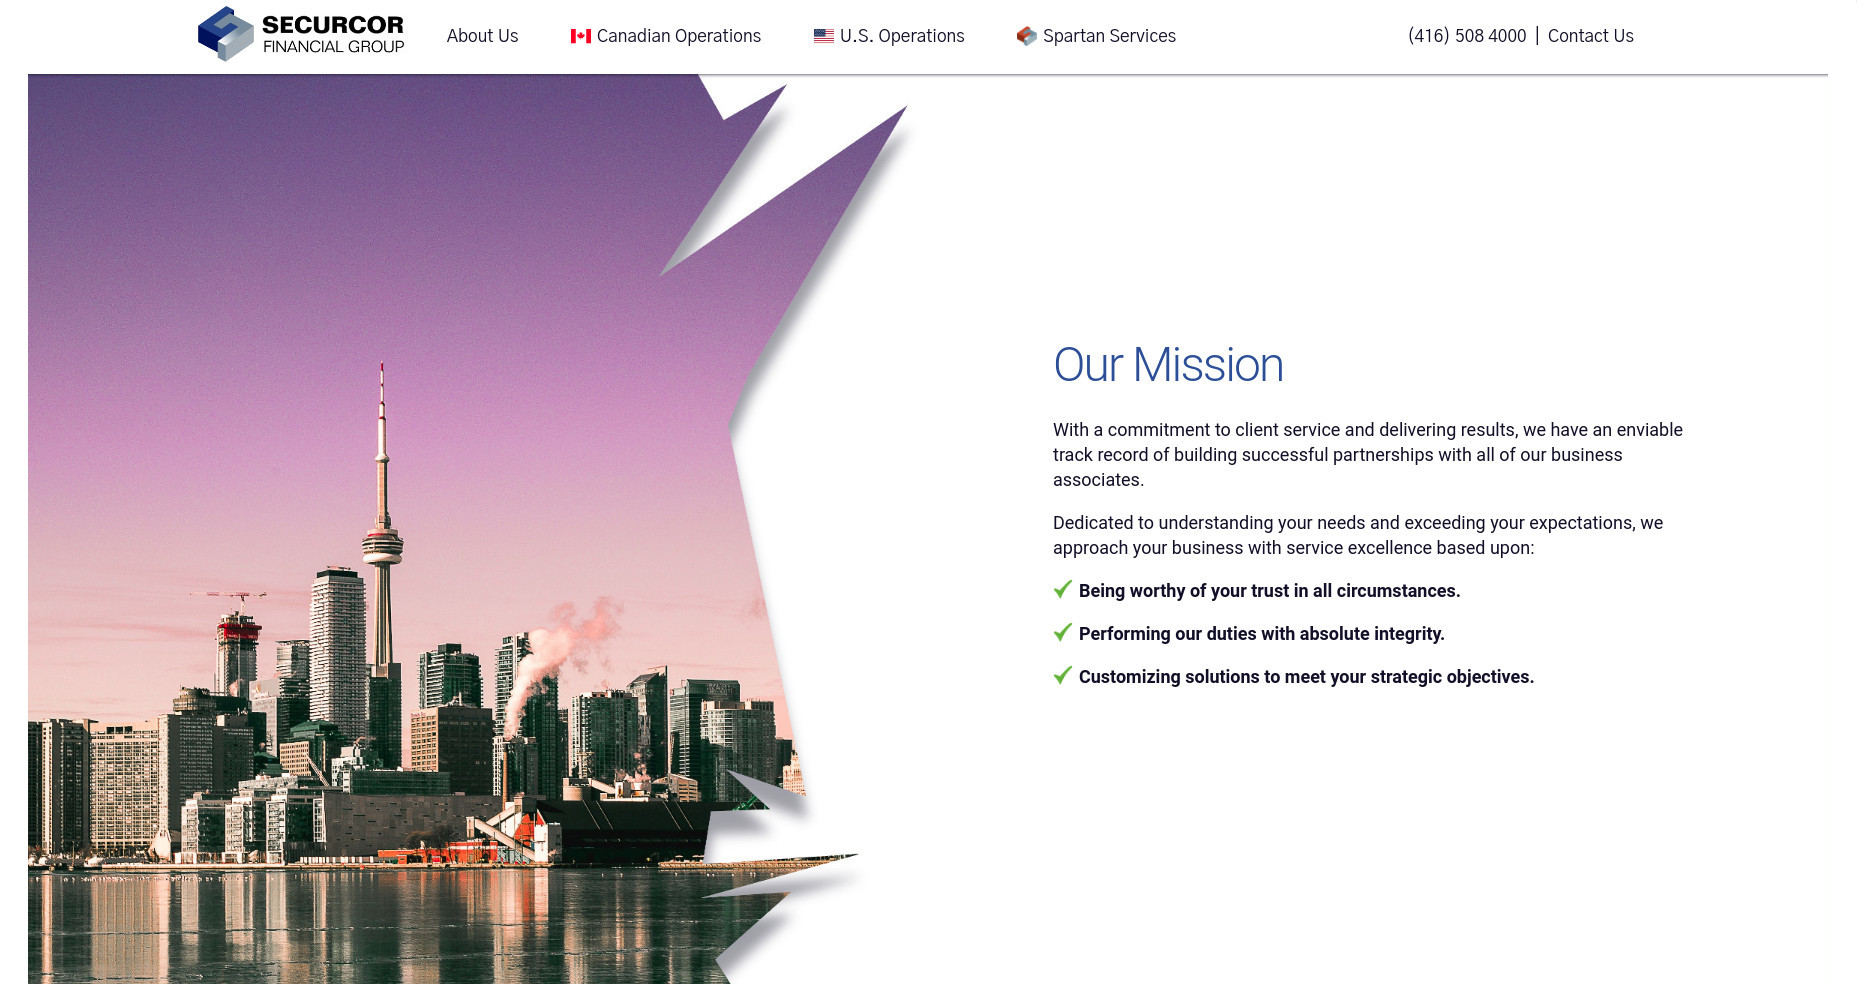 SECURCOR
FINANCIAL GROUP
About Us
Canadian Operations
U.S. Operations
Spartan Services
(416) 508 4000 | Contact Us
Our Mission
With a commitment to client service and delivering results, we have an enviable
track record of building successful partnerships with all of our business
associates.
Dedicated to understanding your needs and exceeding your expectations, we
approach your business with service excellence based upon:
Being worthy of your trust in all circumstances.
Performing our duties with absolute integrity.
Customizing solutions to meet your strategic objectives.